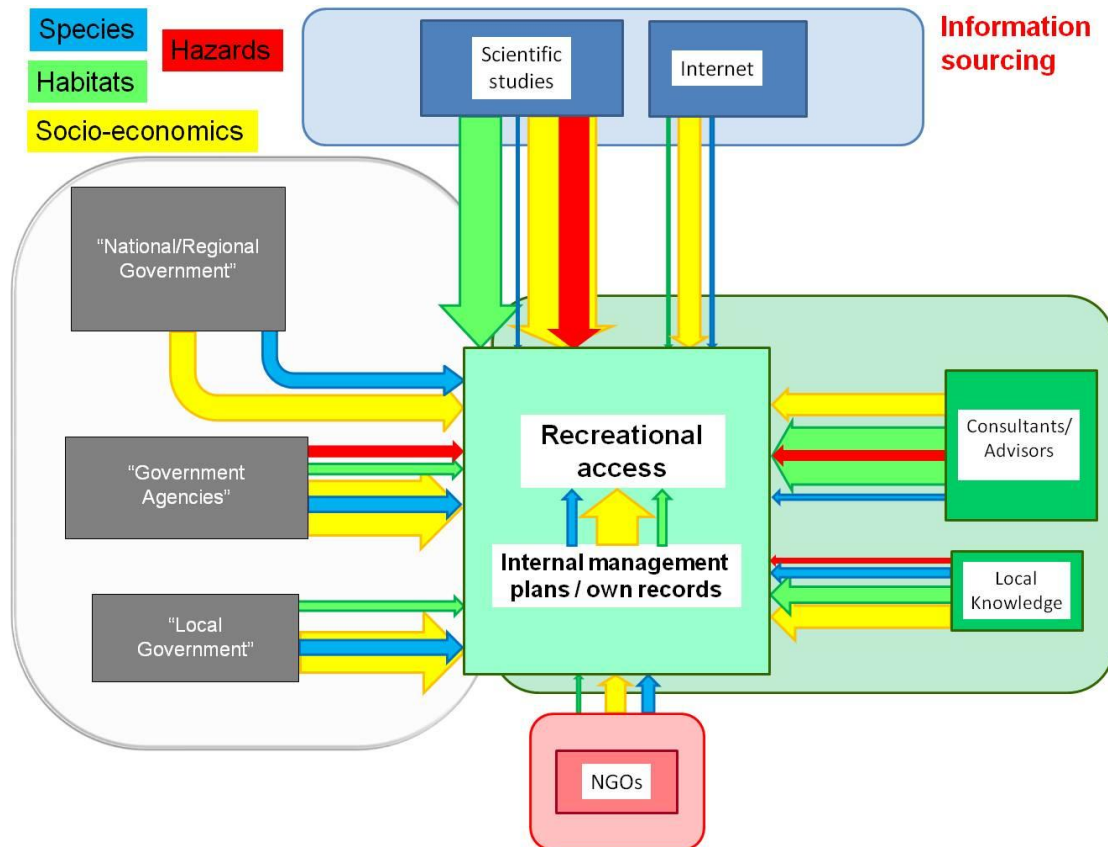 Species
Hazards
Habitats
Socio-economics
Scientific
studies
Internet
Information
sourcing
“National/Regional
Government”
“Government
Agencies”
“Local
Government”
Recreational
access
Internal management
plans / own records
Consultants/
Advisors
Local
Knowledge
NGOs